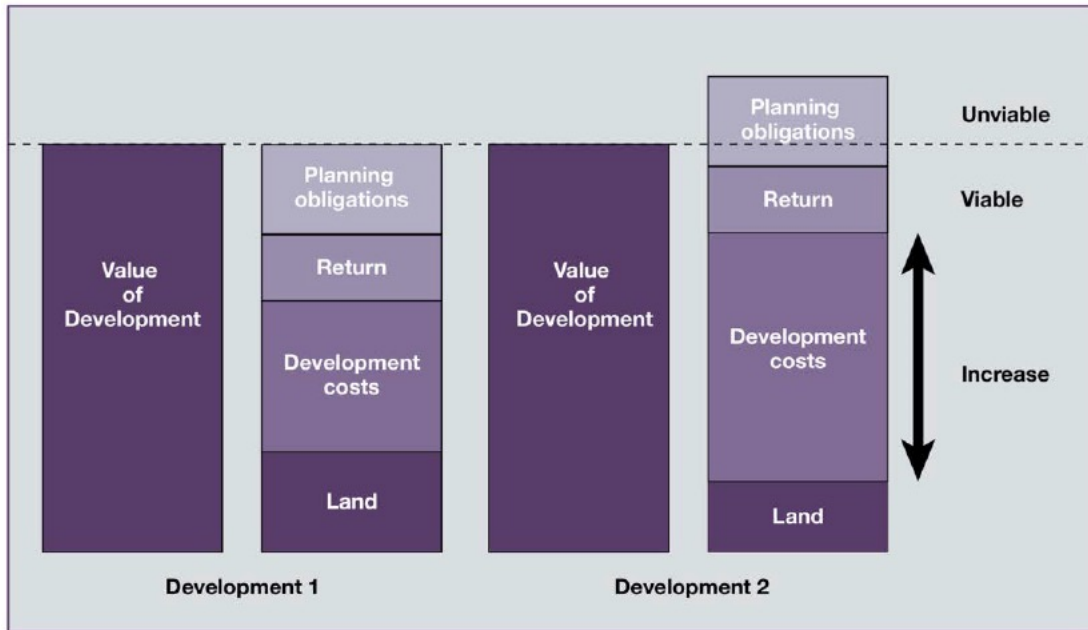 Value
of
Development
Planning
obligations
Return
Development
costs
Land
Development 1
Value
of
Development
Planning
obligations
Return
Development
costs
Land
Development 2
Unviable
Viable
Increase